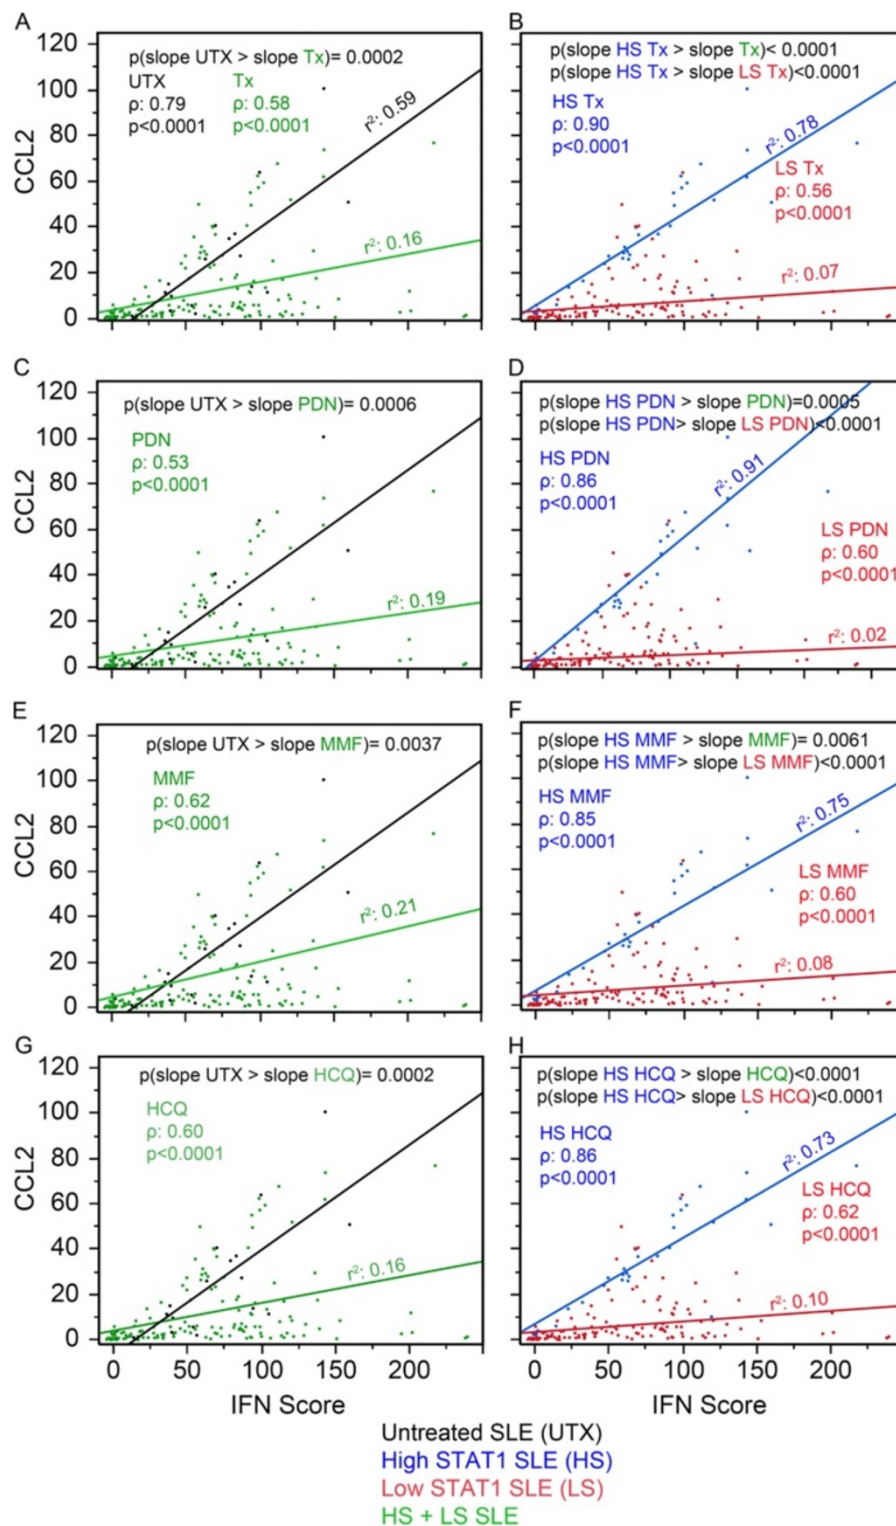 A
p(slope UTX > slope Tx)= 0.0002
UTX
ρ: 0.79
p<0.0001
Tx
ρ: 0.58
p<0.0001
r²: 0.59
r²: 0.16
CCL2
120
100
80
60
40
20
0
0
50
100
150
200
B
p(slope HS Tx > slope Tx)< 0.0001
p(slope HS Tx > slope LS Tx)<0.0001
HS Tx
ρ: 0.90
p<0.0001
r²: 0.78
LS Tx
ρ: 0.56
p<0.0001
r²: 0.07
0
50
100
150
200
C
p(slope UTX > slope PDN)= 0.0006
PDN
ρ: 0.53
p<0.0001
r²: 0.19
CCL2
120
100
80
60
40
20
0
D
p(slope HS PDN > slope PDN)=0.0005
p(slope HS PDN> slope LS PDN)<0.0001
HS PDN
ρ: 0.86
p<0.0001
r²: 0.91
LS PDN
ρ: 0.60
p<0.0001
r²: 0.02
E
p(slope UTX > slope MMF)= 0.0037
MMF
ρ: 0.62
p<0.0001
r²: 0.21
CCL2
120
100
80
60
40
20
0
F
p(slope HS MMF > slope MMF)= 0.0061
p(slope HS MMF> slope LS MMF)<0.0001
HS MMF
ρ: 0.85
p<0.0001
r²: 0.75
LS MMF
ρ: 0.60
p<0.0001
r²: 0.08
G
p(slope UTX > slope HCQ)= 0.0002
HCQ
ρ: 0.60
p<0.0001
r²: 0.16
CCL2
120
100
80
60
40
20
0
0
50
100
150
200
IFN Score
H
p(slope HS HCQ > slope HCQ)<0.0001
p(slope HS HCQ> slope LS HCQ)<0.0001
HS HCQ
ρ: 0.86
p<0.0001
r²: 0.73
LS HCQ
ρ: 0.62
p<0.0001
r²: 0.10
0
50
100
150
200
IFN Score
Untreated SLE (UTX)
High STAT1 SLE (HS)
Low STAT1 SLE (LS)
HS + LS SLE